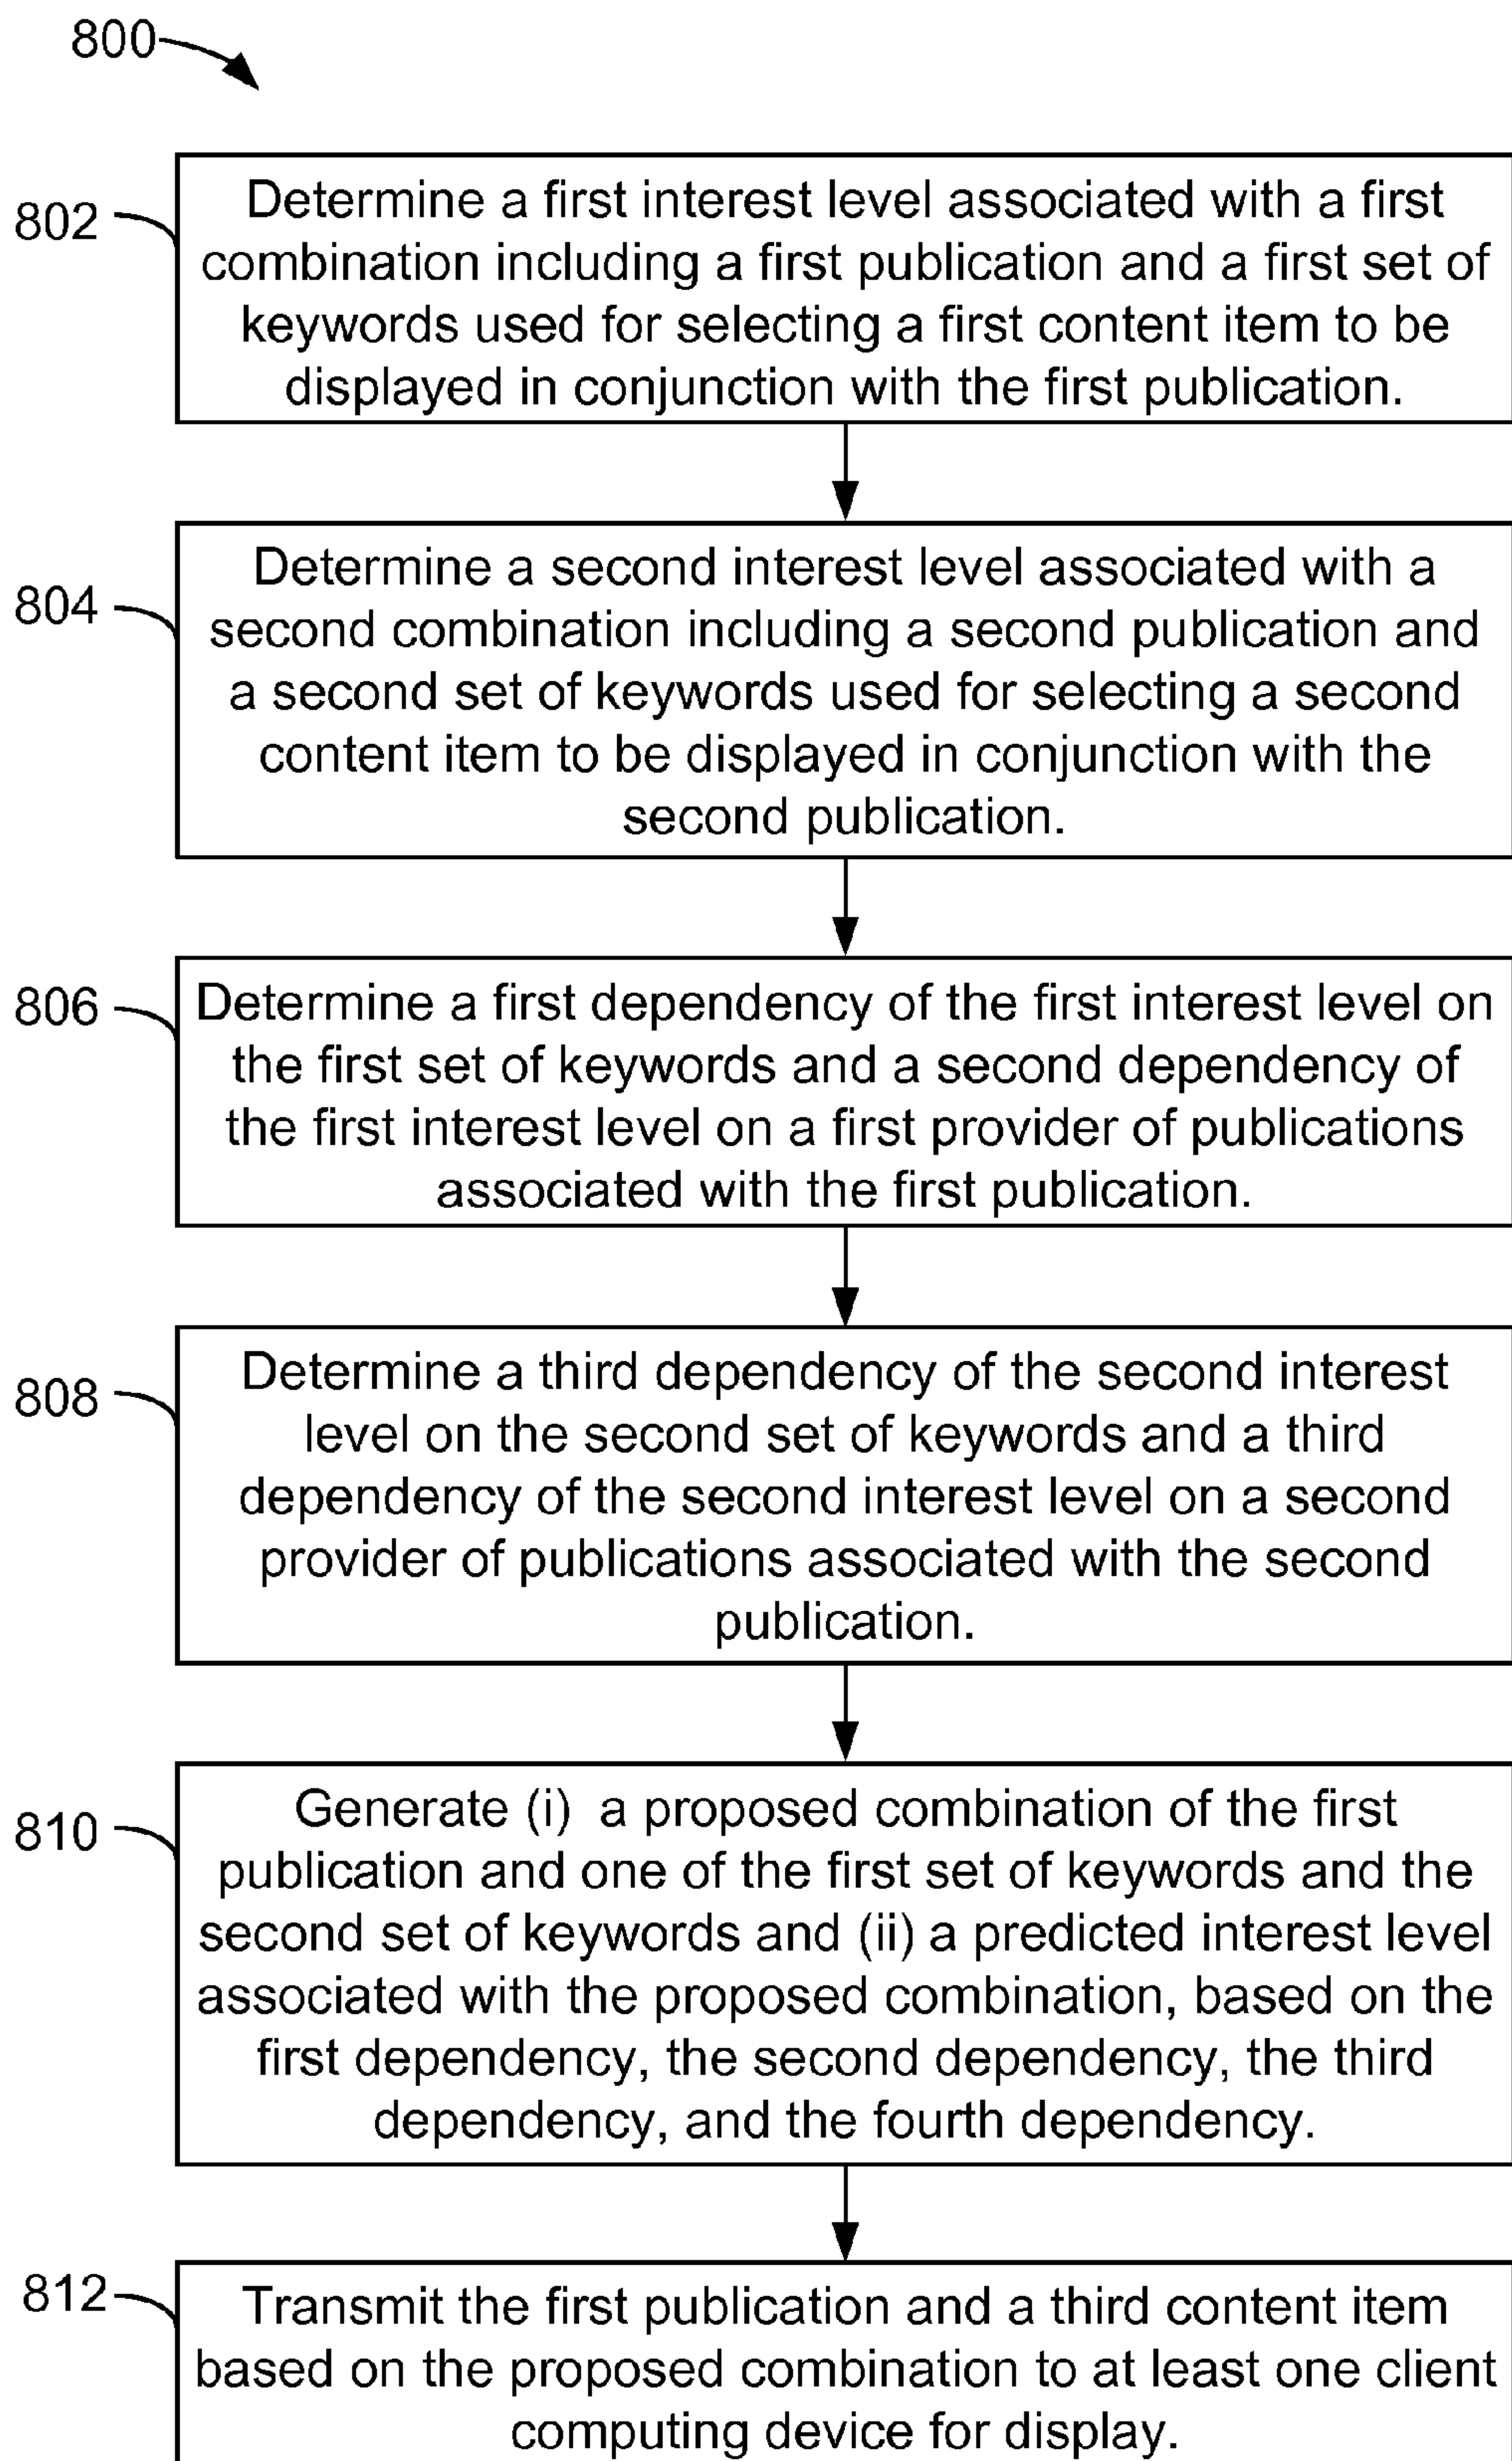 800
802
Determine a first interest level associated with a first
combination including a first publication and a first set of
keywords used for selecting a first content item to be
displayed in conjunction with the first publication.
804
Determine a second interest level associated with a
second combination including a second publication and
a second set of keywords used for selecting a second
content item to be displayed in conjunction with the
second publication.
806
Determine a first dependency of the first interest level on
the first set of keywords and a second dependency of
the first interest level on a first provider of publications
associated with the first publication.
808
Determine a third dependency of the second interest
level on the second set of keywords and a third
dependency of the second interest level on a second
provider of publications associated with the second
publication.
810
Generate (i) a proposed combination of the first
publication and one of the first set of keywords and the
second set of keywords and (ii) a predicted interest level
associated with the proposed combination, based on the
first dependency, the second dependency, the third
dependency, and the fourth dependency.
812
Transmit the first publication and a third content item
based on the proposed combination to at least one client
computing device for display.